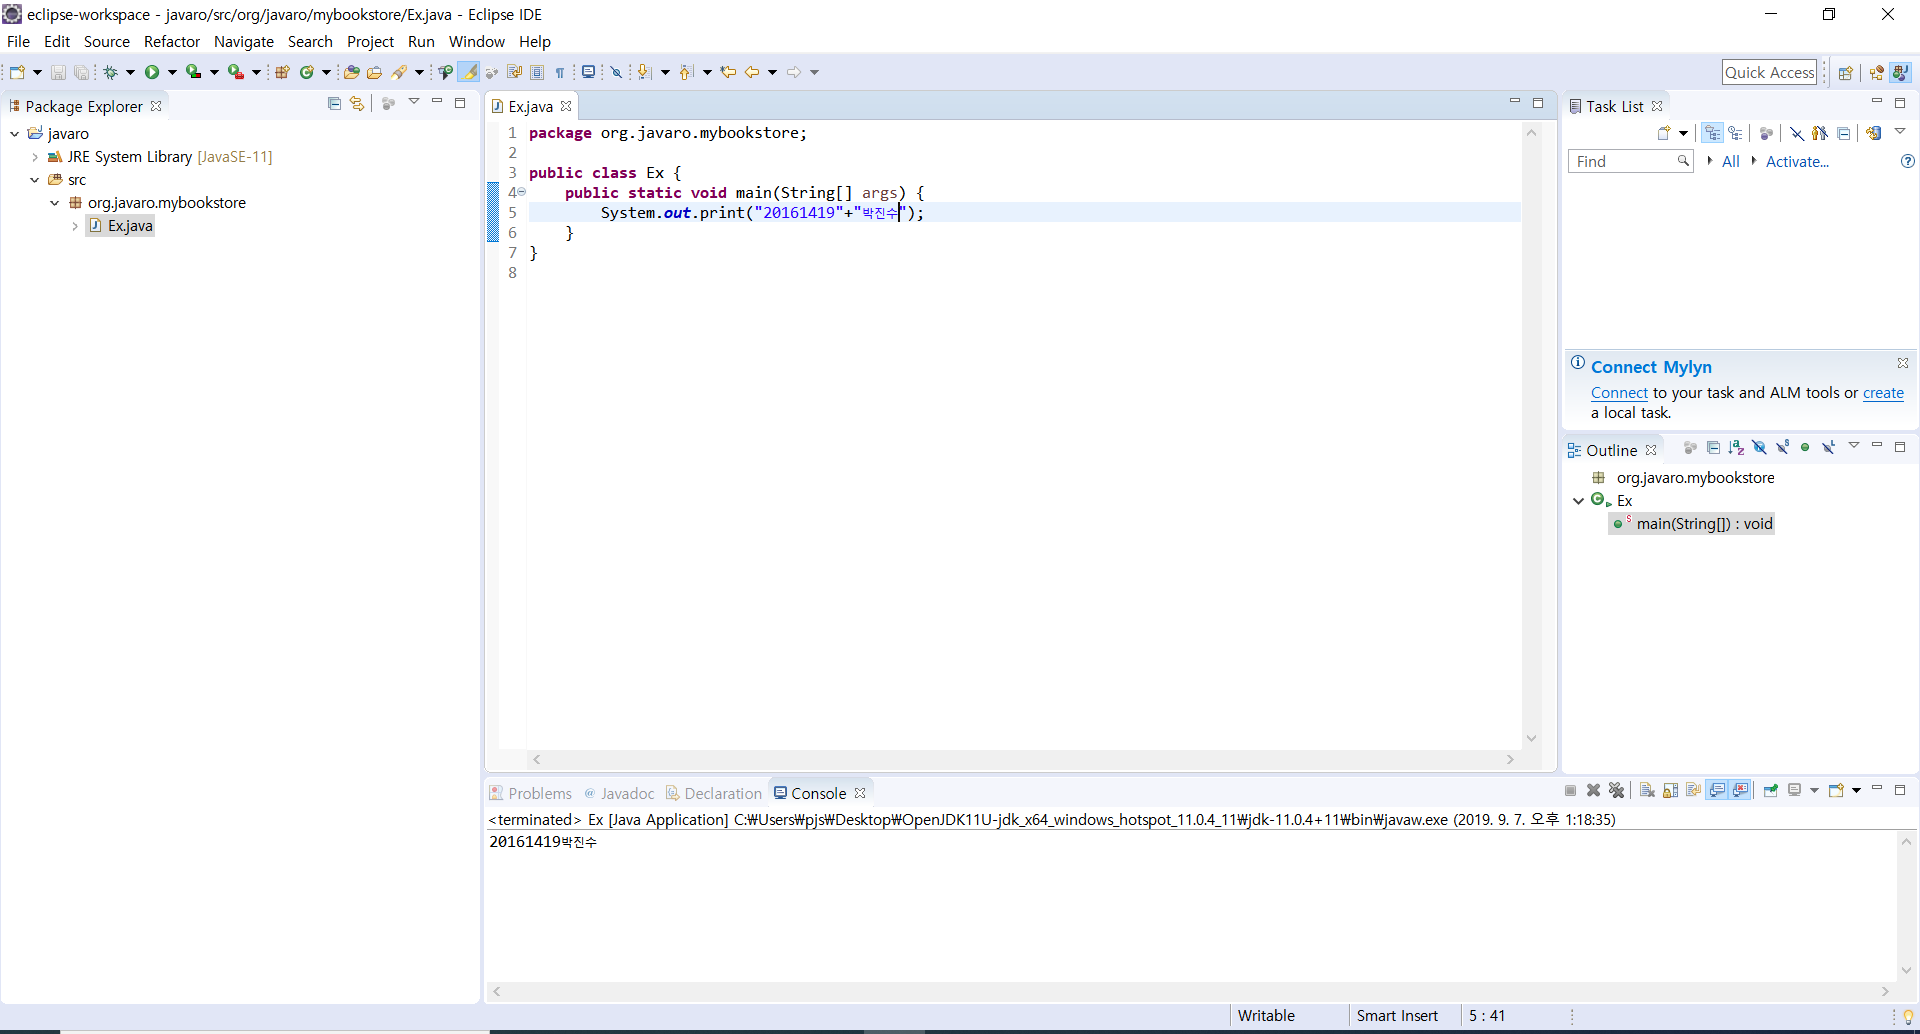 eclipse-workspace - javaro/src/org/javaro/mybookstore/Ex.java - Eclipse IDE
File Edit Source Refactor Navigate Search Project Run Window Help
Quick Access
Package Explorer
javaro
JRE System Library [JavaSE-11]
src
org.javaro.mybookstore
Ex.java
Ex.java
1 package org.javaro.mybookstore;
2
3 public class Ex {
4 public static void main(String[] args) {
5 System.out.print("20161419"+"박진수");
6 }
7 }
8
Task List
Find
All
Activate...
Connect Mylyn
Connect to your task and ALM tools or create
a local task.
Outline
org.javaro.mybookstore
Ex
main(String[]) : void
Problems @ Javadoc Declaration Console
<terminated> Ex [Java Application] C:₩Users₩pjs₩Desktop₩OpenJDK11U-jdk_x64_windows_hotspot_11.0.4_11₩jdk-11.0.4+11₩bin₩javaw.exe (2019. 9. 7. 오후 1:18:35)
20161419박진수
Writable
Smart Insert
5 : 41